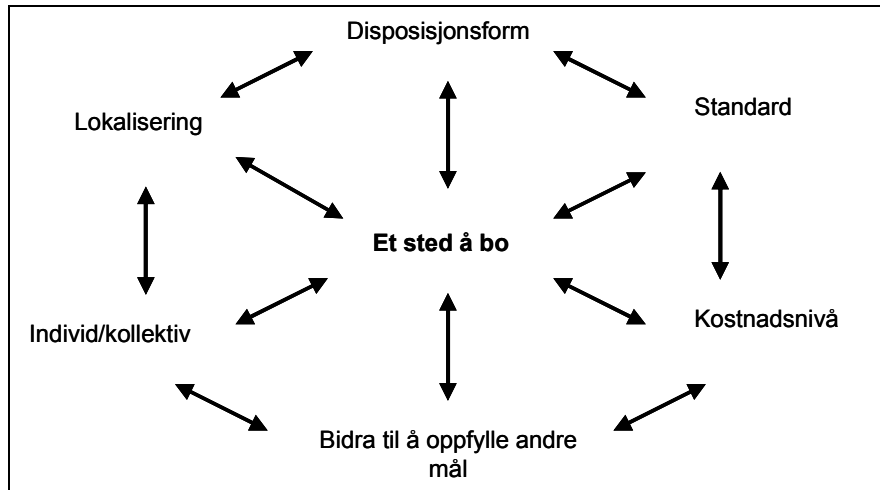 Disposisjonsform
Lokalisering
Standard
Et sted å bo
Individ/kollektiv
Kostnadsnivå
Bidra til å oppfylle andre
mål